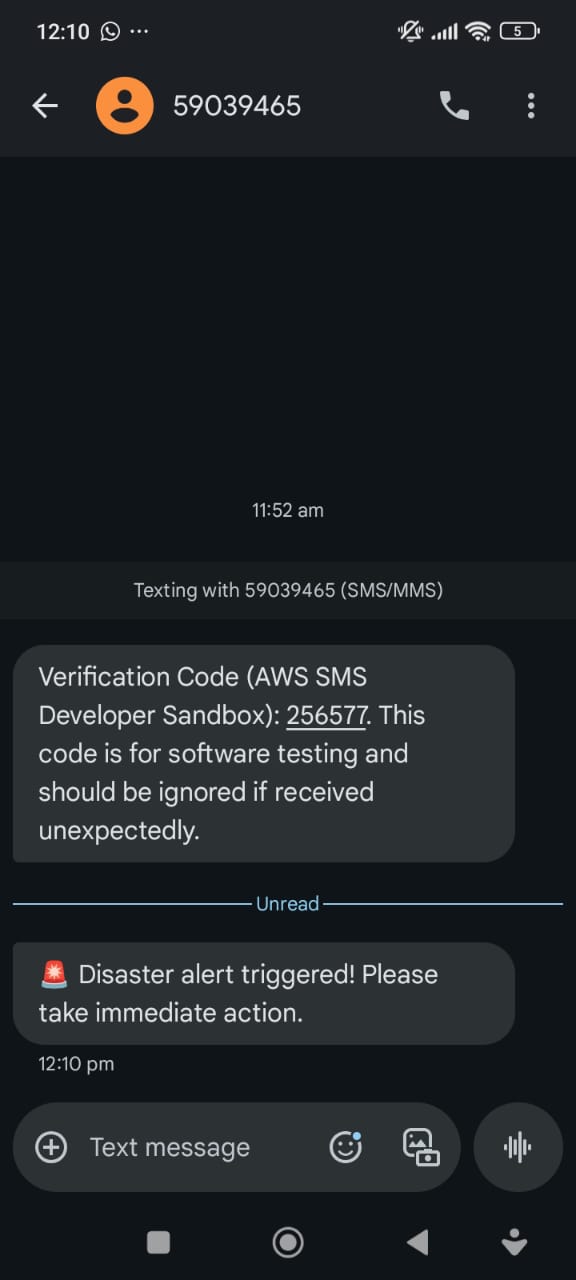 12:10
5
59039465
11:52 am
Texting with 59039465 (SMS/MMS)
Verification Code (AWS SMS
Developer Sandbox): 256577. This
code is for software testing and
should be ignored if received
unexpectedly.
Unread
🚨 Disaster alert triggered! Please
take immediate action.
12:10 pm
Text message